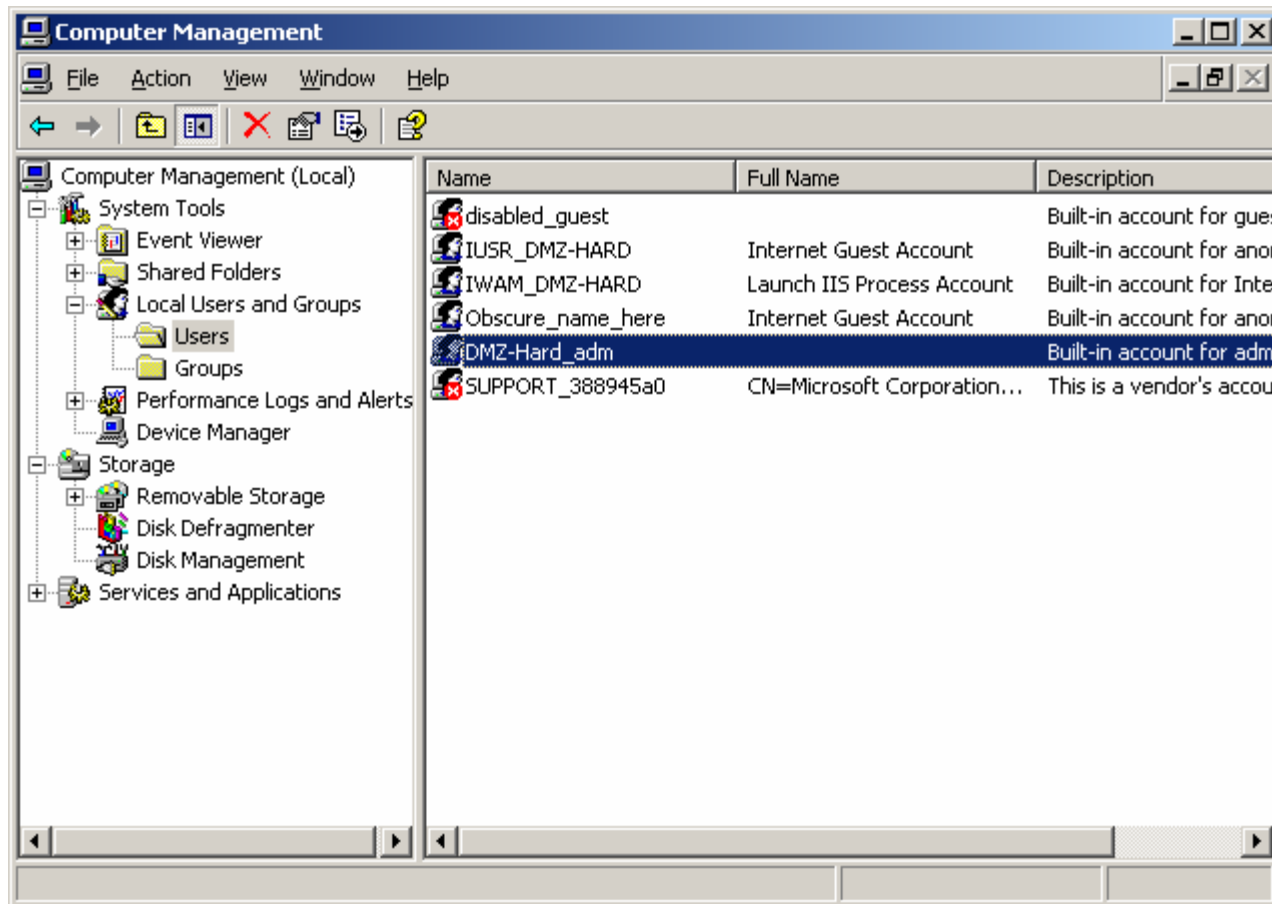 Computer Management
File Action View Window Help
Computer Management (Local)
System Tools
Event Viewer
Shared Folders
Local Users and Groups
Users
Groups
Performance Logs and Alerts
Device Manager
Storage
Removable Storage
Disk Defragmenter
Disk Management
Services and Applications
Name Full Name Description
disabled_guest Built-in account for gues
IUSR_DMZ-HARD Internet Guest Account Built-in account for anon
IWAM_DMZ-HARD Launch IIS Process Account Built-in account for Inte
Obscure_name_here Internet Guest Account Built-in account for anon
DMZ-Hard_adm Built-in account for adm
SUPPORT_388945a0 CN=Microsoft Corporation... This is a vendor's accou